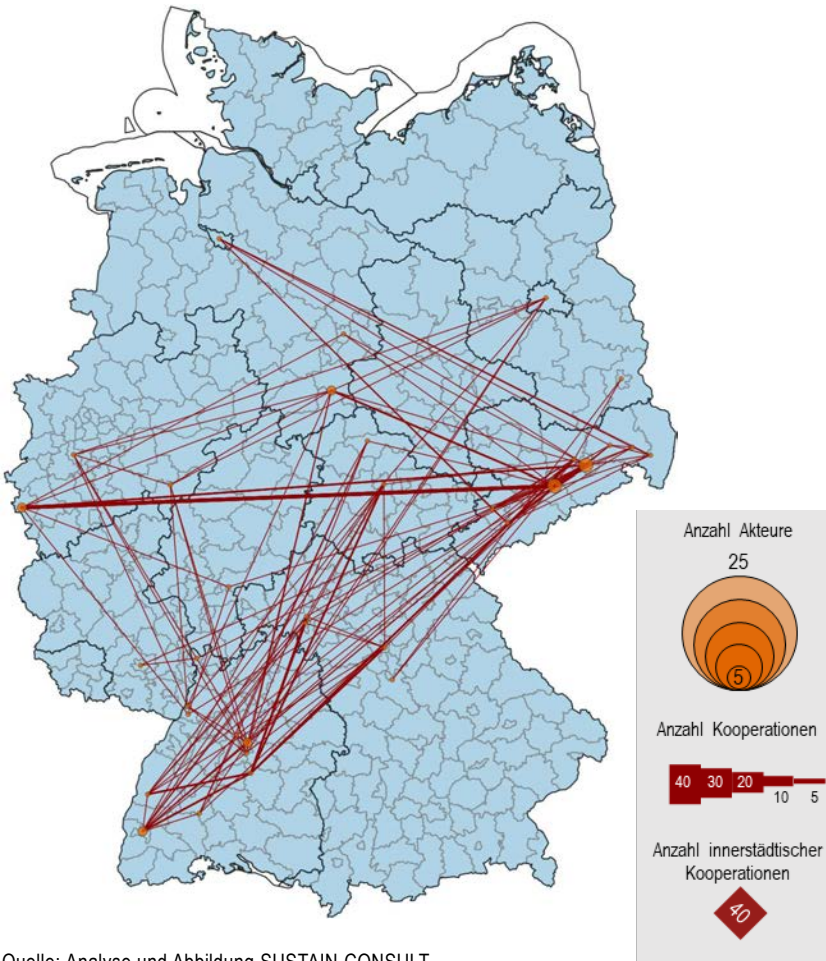 Anzahl Akteure
25
5
Anzahl Kooperationen
40 30 20 10 5
Anzahl innerstädtischer
Kooperationen
40
Quelle: Analyse und Abbildung SUSTAIN CONSULT